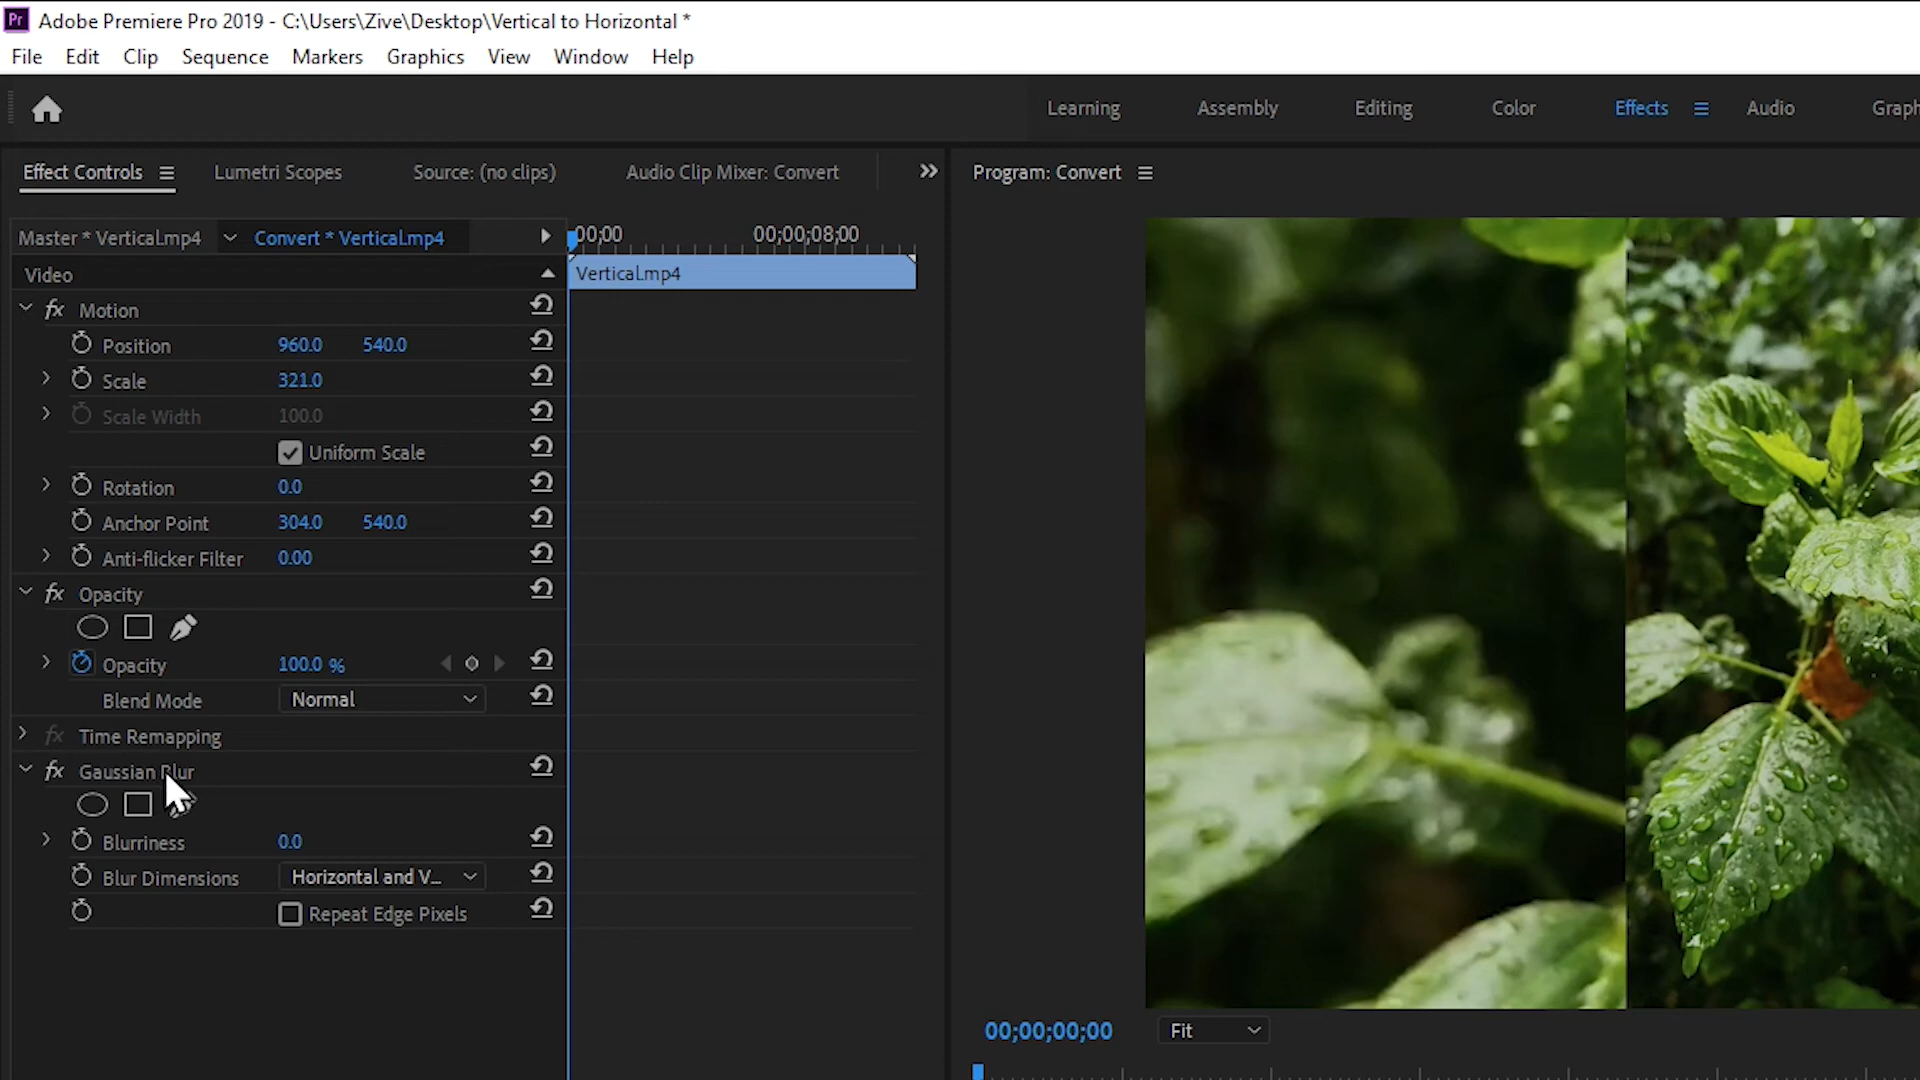 Pr Adobe Premiere Pro 2019 - C:\Users\Zive\Desktop\Vertical to Horizontal *
File Edit Clip Sequence Markers Graphics View Window Help
Learning Assembly Editing Color Effects Audio Graph
Effect Controls Lumetri Scopes Source: (no clips) Audio Clip Mixer: Convert
Program: Convert
Master * Vertical.mp4 Convert * Vertical.mp4
00;00 00;00;08;00
Video
Vertical.mp4
fx Motion
Position 960.0 540.0
Scale 321.0
Scale Width 100.0
Uniform Scale
Rotation 0.0
Anchor Point 304.0 540.0
Anti-flicker Filter 0.00
fx Opacity
Opacity 100.0 %
Blend Mode Normal
fx Time Remapping
fx Gaussian Blur
Blurriness 0.0
Blur Dimensions Horizontal and V...
Repeat Edge Pixels
00;00;00;00 Fit